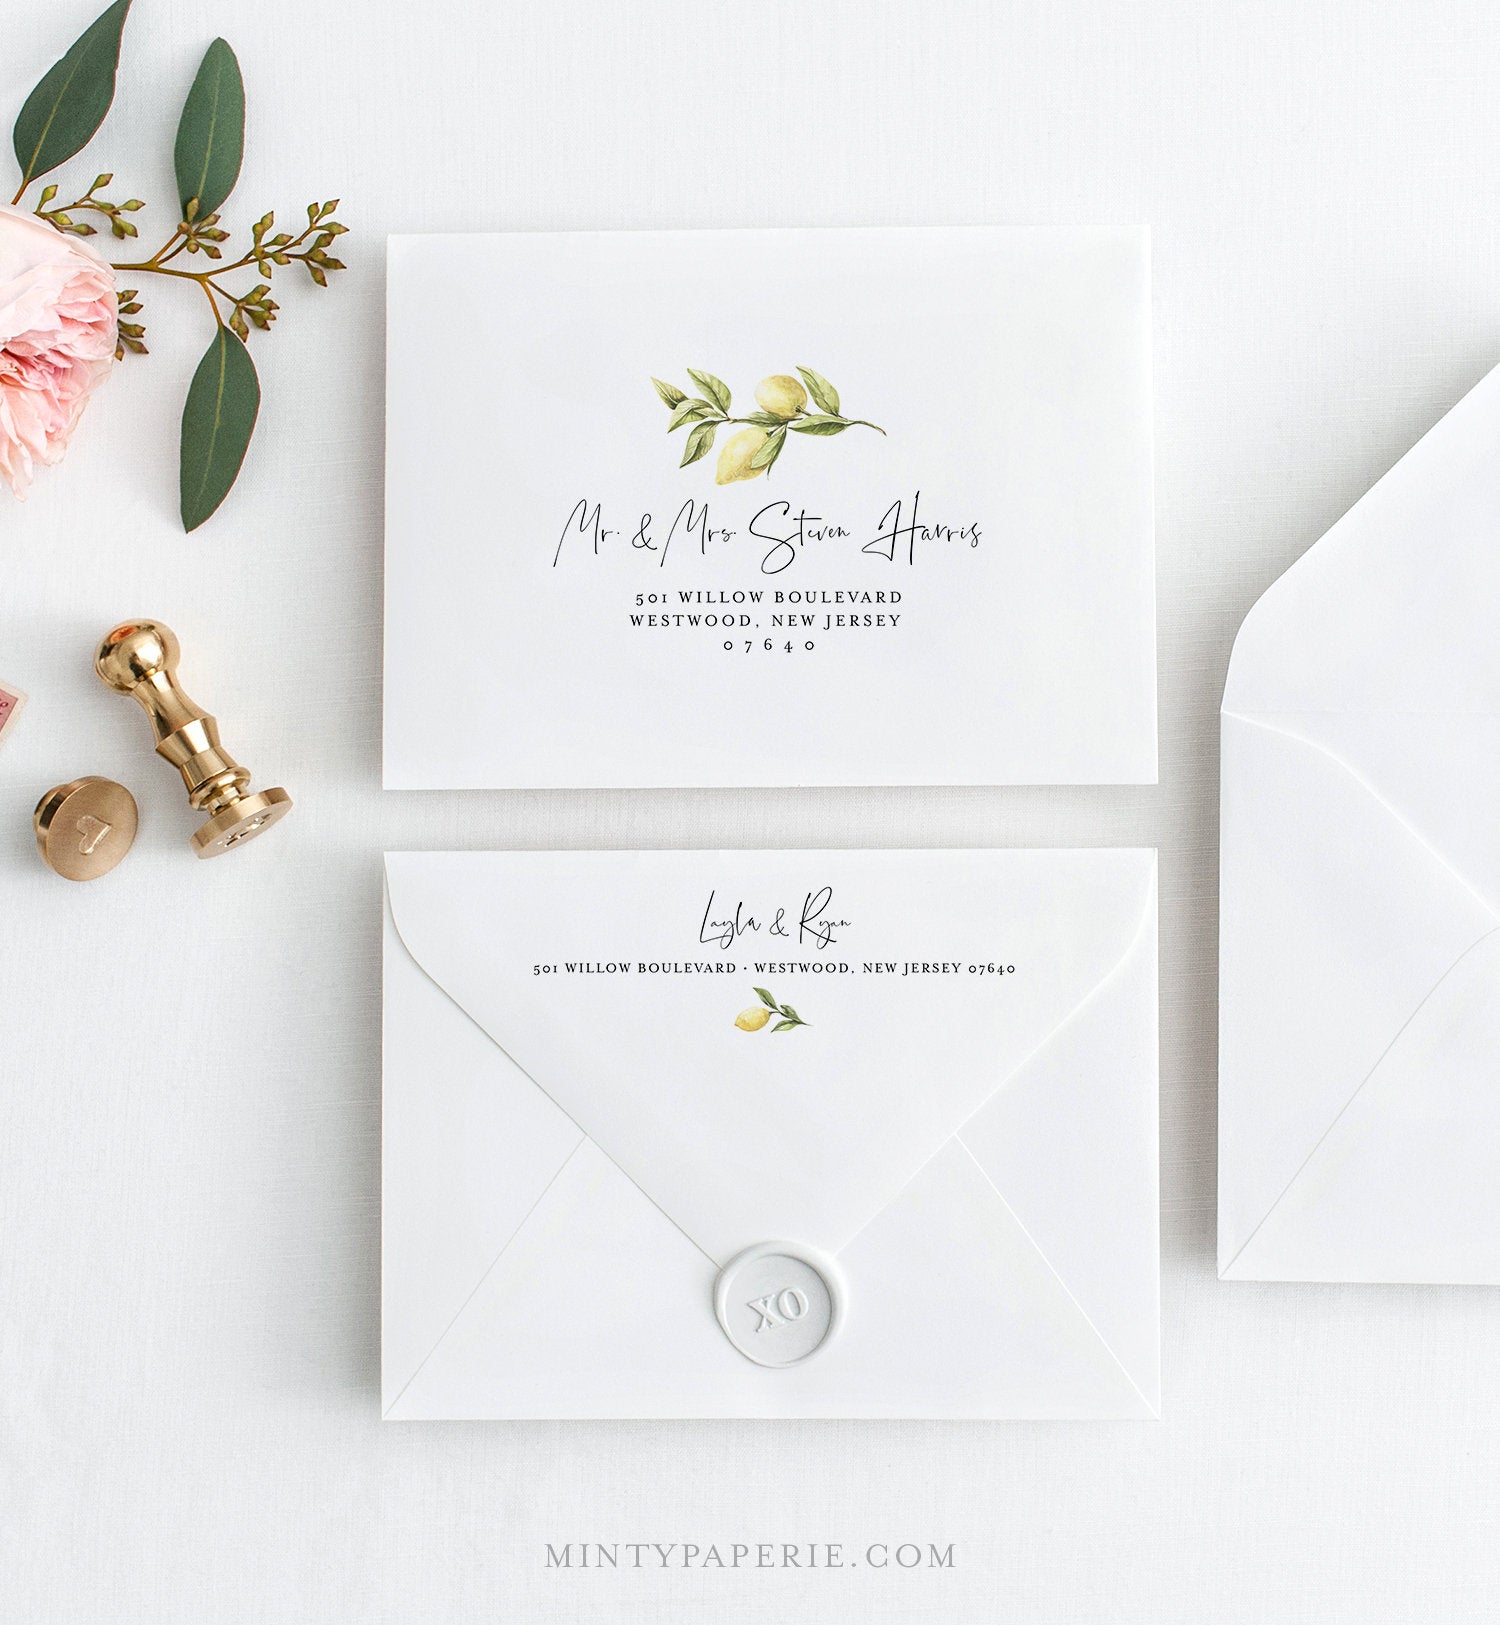 Mr. & Mrs. Steven Harris
501 WILLOW BOULEVARD
WESTWOOD, NEW JERSEY
07640
Layla & Ryan
501 WILLOW BOULEVARD • WESTWOOD, NEW JERSEY 07640
XO
MINTYPAPERIE.COM